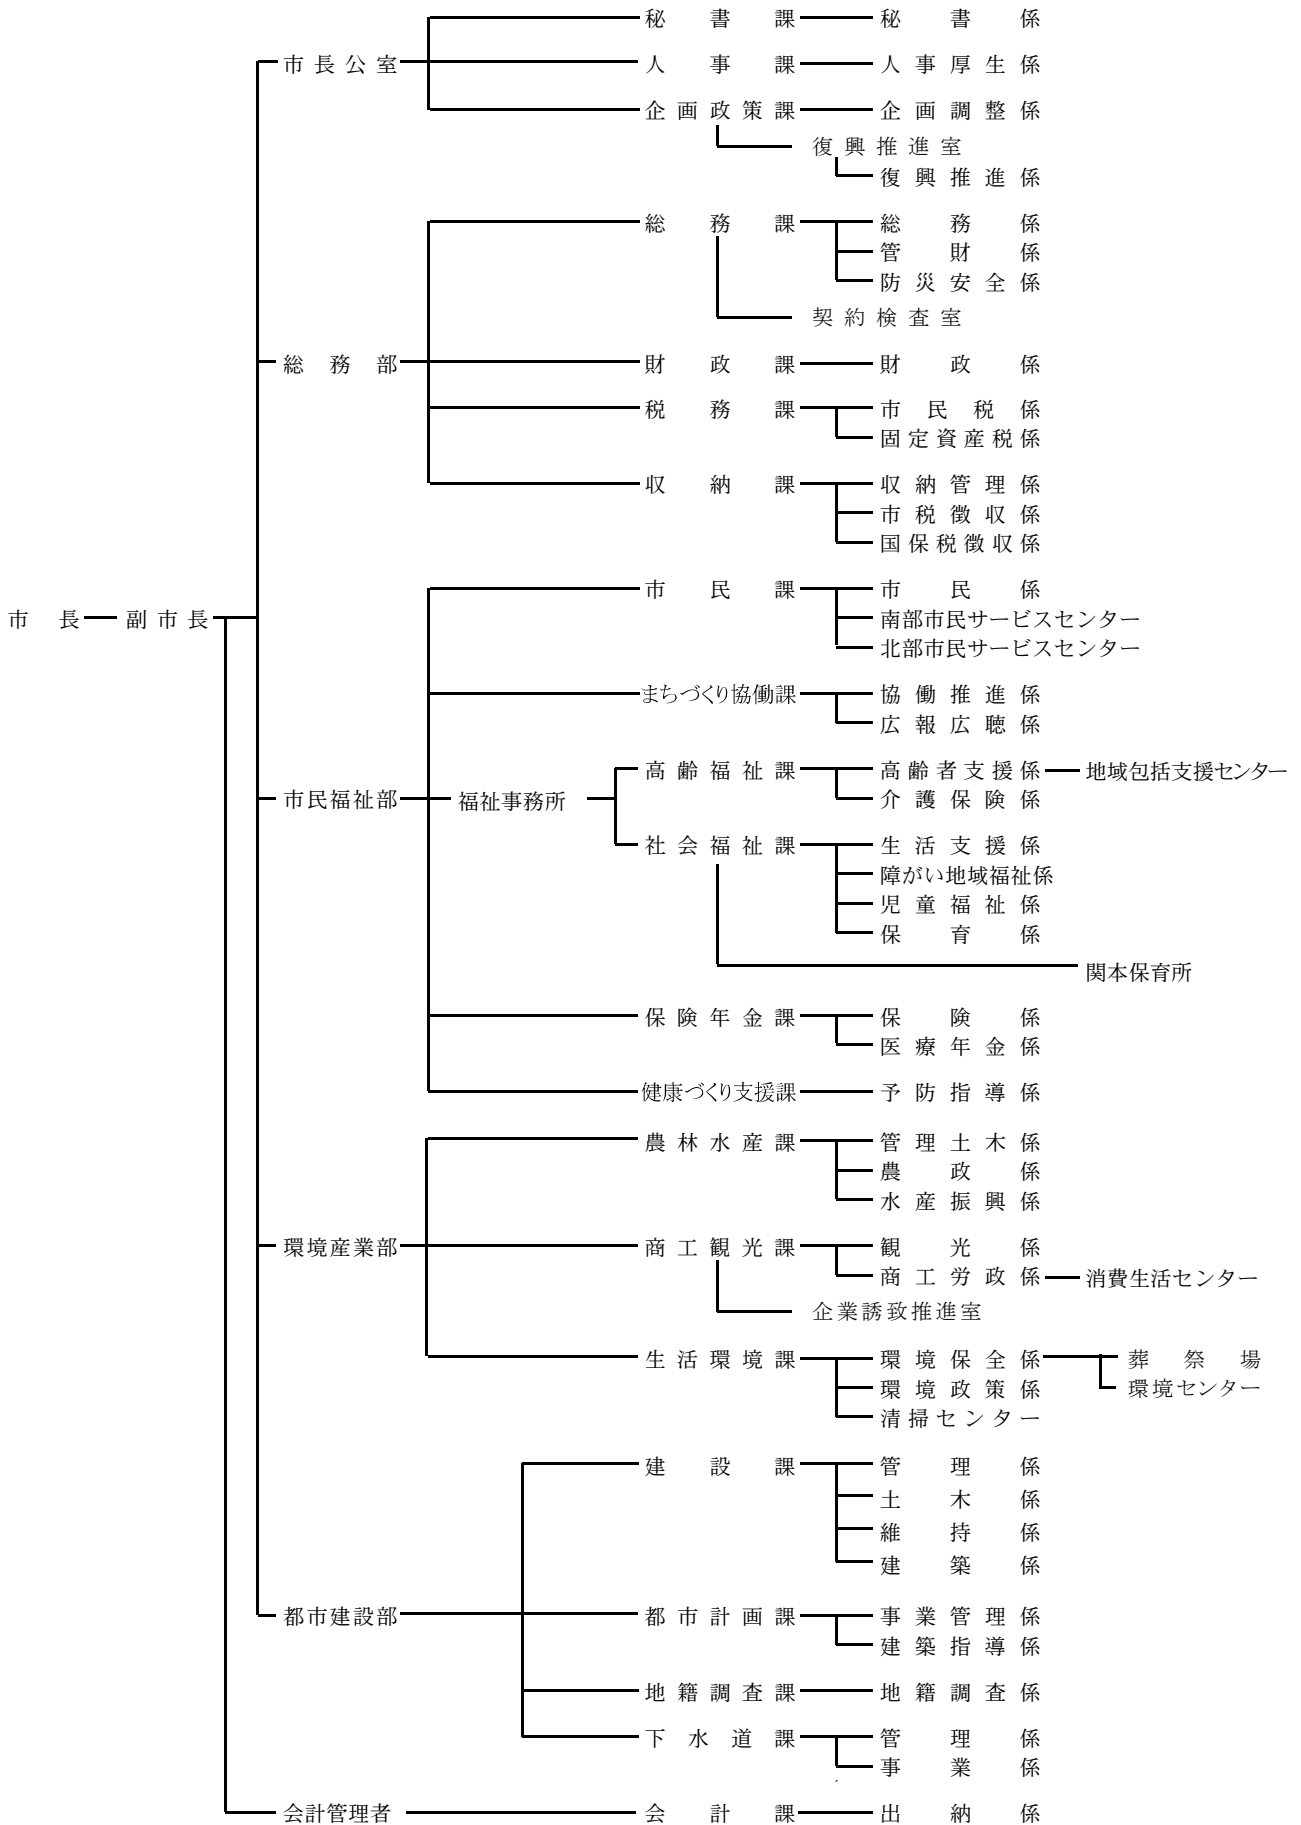 秘書課 秘書係
市長公室 人事課 人事厚生係
企画政策課 企画調整係
復興推進室
復興推進係
総務課 総務係
管財係
防災安全係
契約検査室
総務部 財政課 財政係
税務課 市民税係
固定資産税係
収納課 収納管理係
市税徴収係
国保税徴収係
市民課 市民係
市長 副市長 南部市民サービスセンター
北部市民サービスセンター
まちづくり協働課 協働推進係
広報広聴係
高齢福祉課 高齢者支援係 地域包括支援センター
市民福祉部 福祉事務所 介護保険係
社会福祉課 生活支援係
障がい地域福祉係
児童福祉係
保育係
関本保育所
保険年金課 保険係
医療年金係
健康づくり支援課 予防指導係
農林水産課 管理土木係
農政係
水産振興係
環境産業部 商工観光課 観光係
商工労政係 消費生活センター
企業誘致推進室
生活環境課 環境保全係 葬祭場
環境政策係 環境センター
清掃センター
建設課 管理係
土木係
維持係
建築係
都市建設部 都市計画課 事業管理係
建築指導係
地籍調査課 地籍調査係
下水道課 管理係
事業係
会計管理者 会計課 出納係